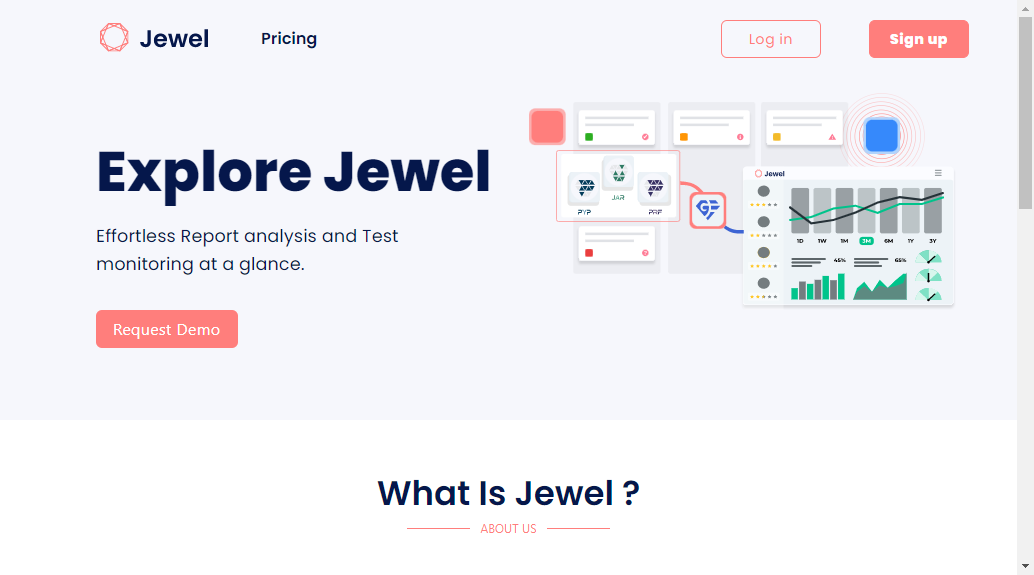 Jewel
Pricing
Log in
Sign up
Explore Jewel
Effortless Report analysis and Test
monitoring at a glance.
Request Demo
PYP
JAR
PRF
GF
Jewel
1D 1W 1M 3M 6M 1Y 3Y
45%
65%
What Is Jewel ?
ABOUT US